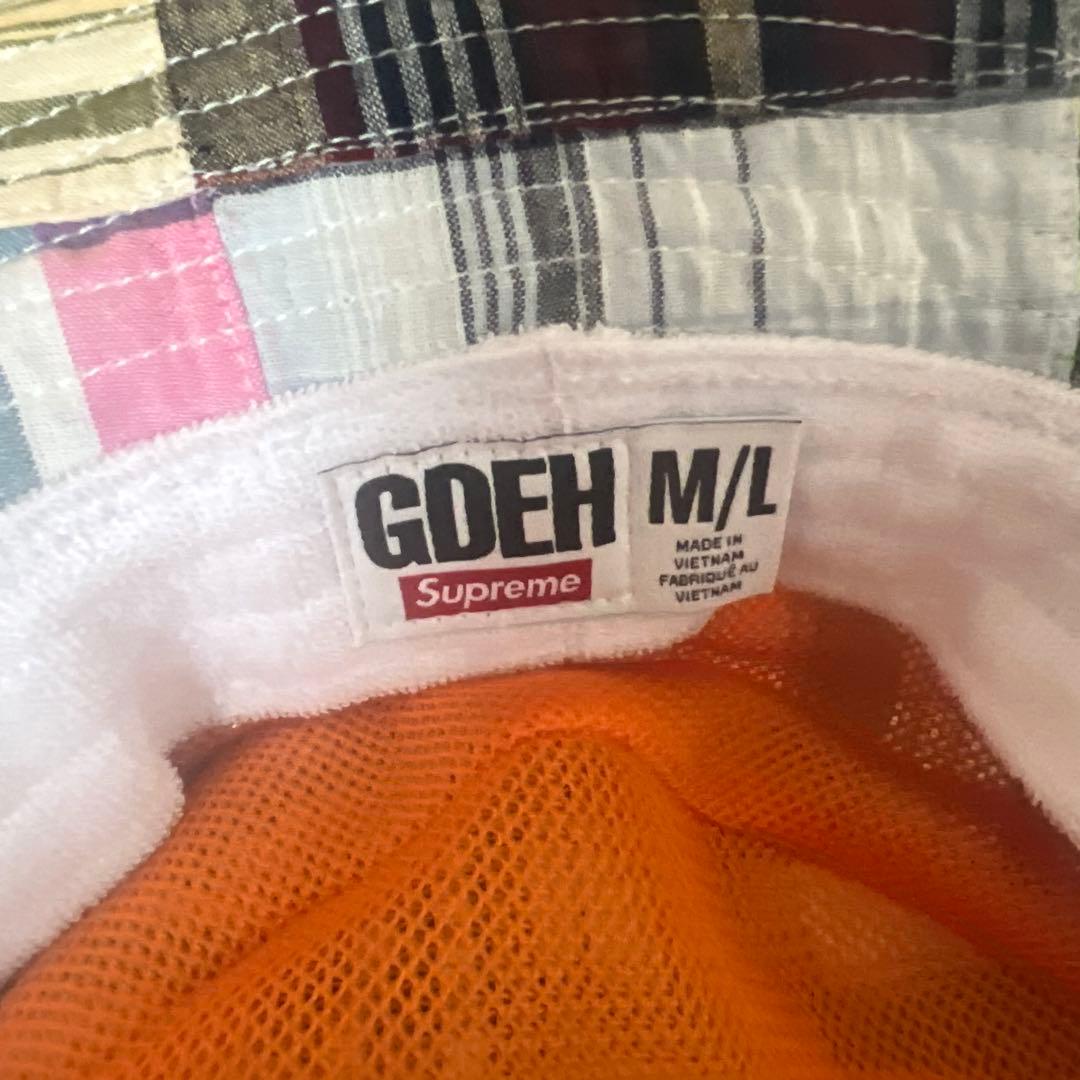 GDEH
Supreme
M/L
MADE IN
VIETNAM
FABRIQUÉ AU
VIETNAM